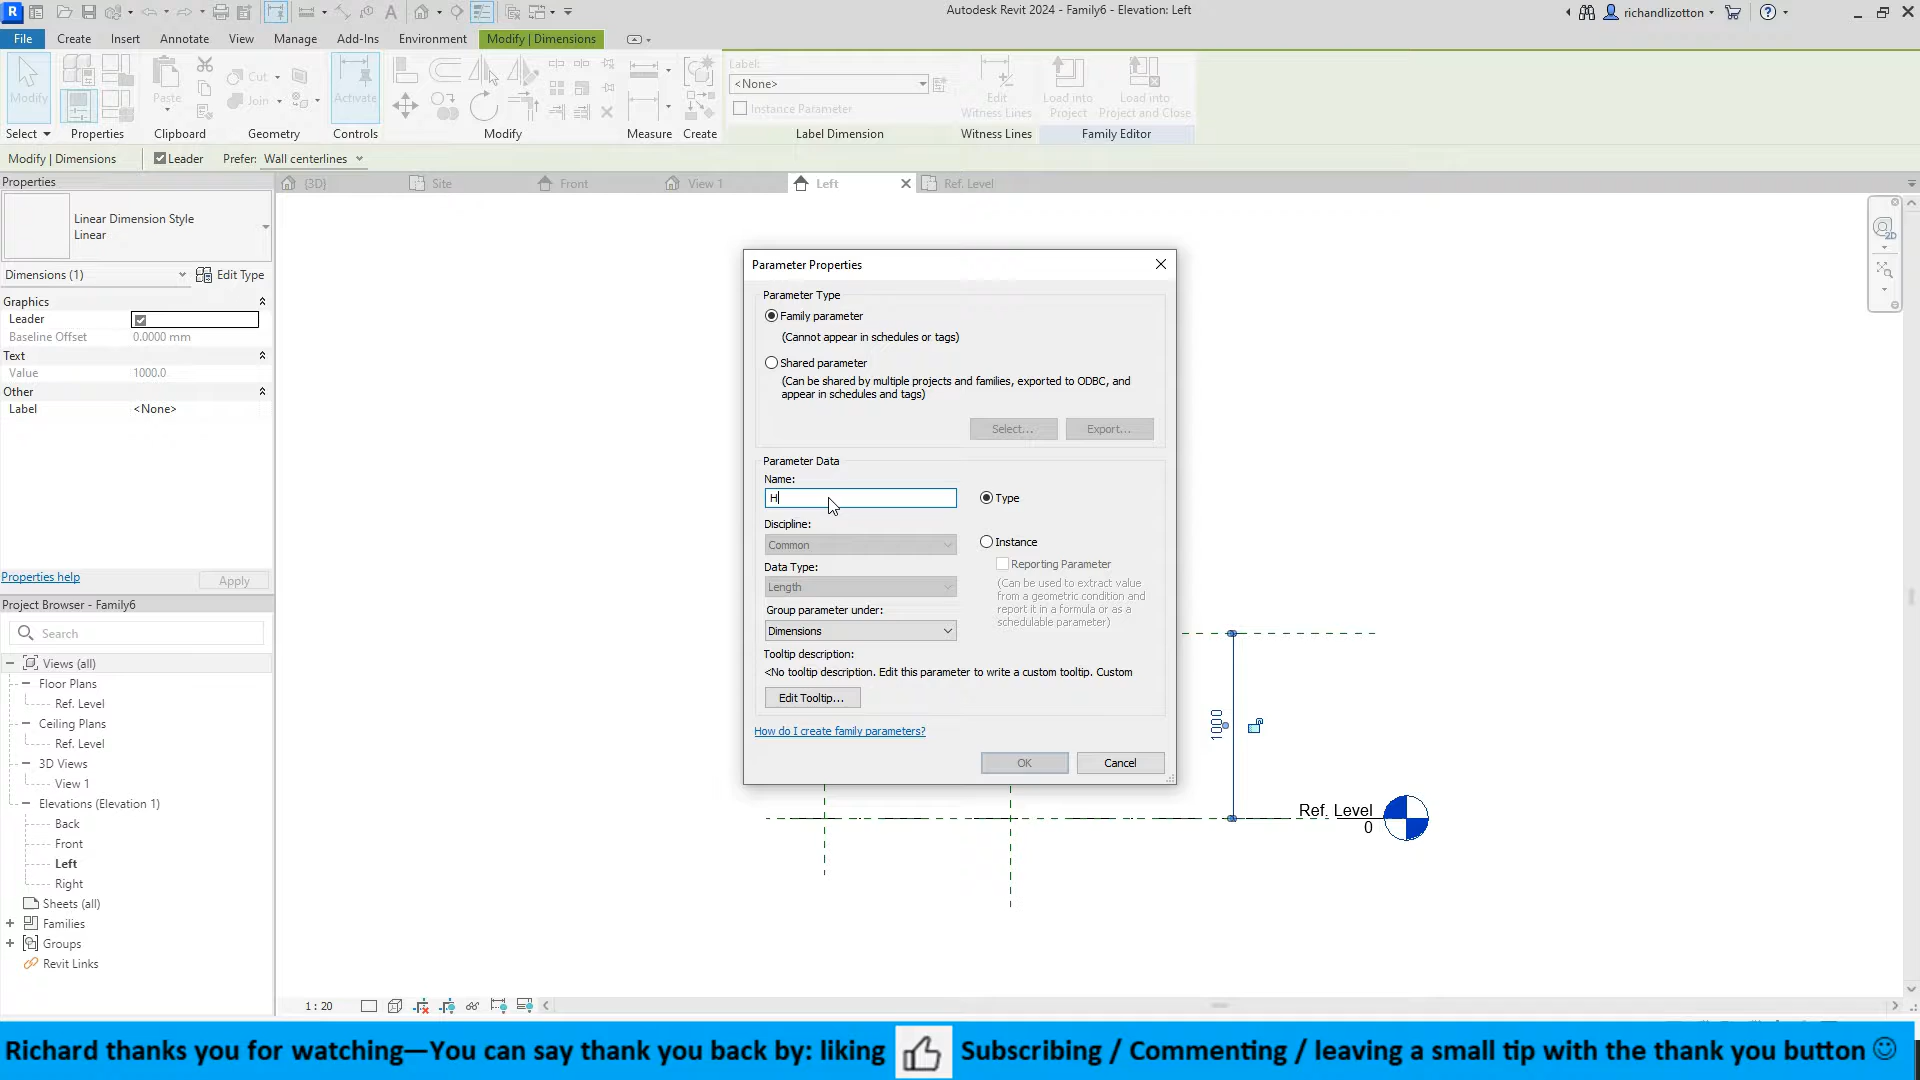 Autodesk Revit 2024 - Family6 - Elevation: Left
richandlizotton
File Create Insert Annotate View Manage Add-Ins Environment Modify | Dimensions
Modify
Paste
Cut
Join
Activate
Label:
<None>
Instance Parameter
Edit Witness Lines
Load into Project
Load into Project and Close
Select Properties Clipboard Geometry Controls Modify Measure Create Label Dimension Witness Lines Family Editor
Modify | Dimensions Leader Prefer: Wall centerlines
Properties
{3D} Site Front View 1 Left Ref. Level
Linear Dimension Style
Linear
Dimensions (1) Edit Type
Graphics
Leader
Baseline Offset 0.0000 mm
Text
Value 1000.0
Other
Label <None>
Properties help Apply
Project Browser - Family6
Search
Views (all)
Floor Plans
Ref. Level
Ceiling Plans
Ref. Level
3D Views
View 1
Elevations (Elevation 1)
Back
Front
Left
Right
Sheets (all)
Families
Groups
Revit Links
Parameter Properties
Parameter Type
Family parameter
(Cannot appear in schedules or tags)
Shared parameter
(Can be shared by multiple projects and families, exported to ODBC, and
appear in schedules and tags)
Select... Export...
Parameter Data
Name:
H
Type
Discipline:
Common
Instance
Data Type:
Reporting Parameter
Length
(Can be used to extract value
from a geometric condition and
report it in a formula or as a
schedulable parameter)
Group parameter under:
Dimensions
Tooltip description:
<No tooltip description. Edit this parameter to write a custom tooltip. Custom
Edit Tooltip...
How do I create family parameters?
OK Cancel
1000
Ref. Level
0
2D
1 : 20
Richard thanks you for watching—You can say thank you back by: liking Subscribing / Commenting / leaving a small tip with the thank you button